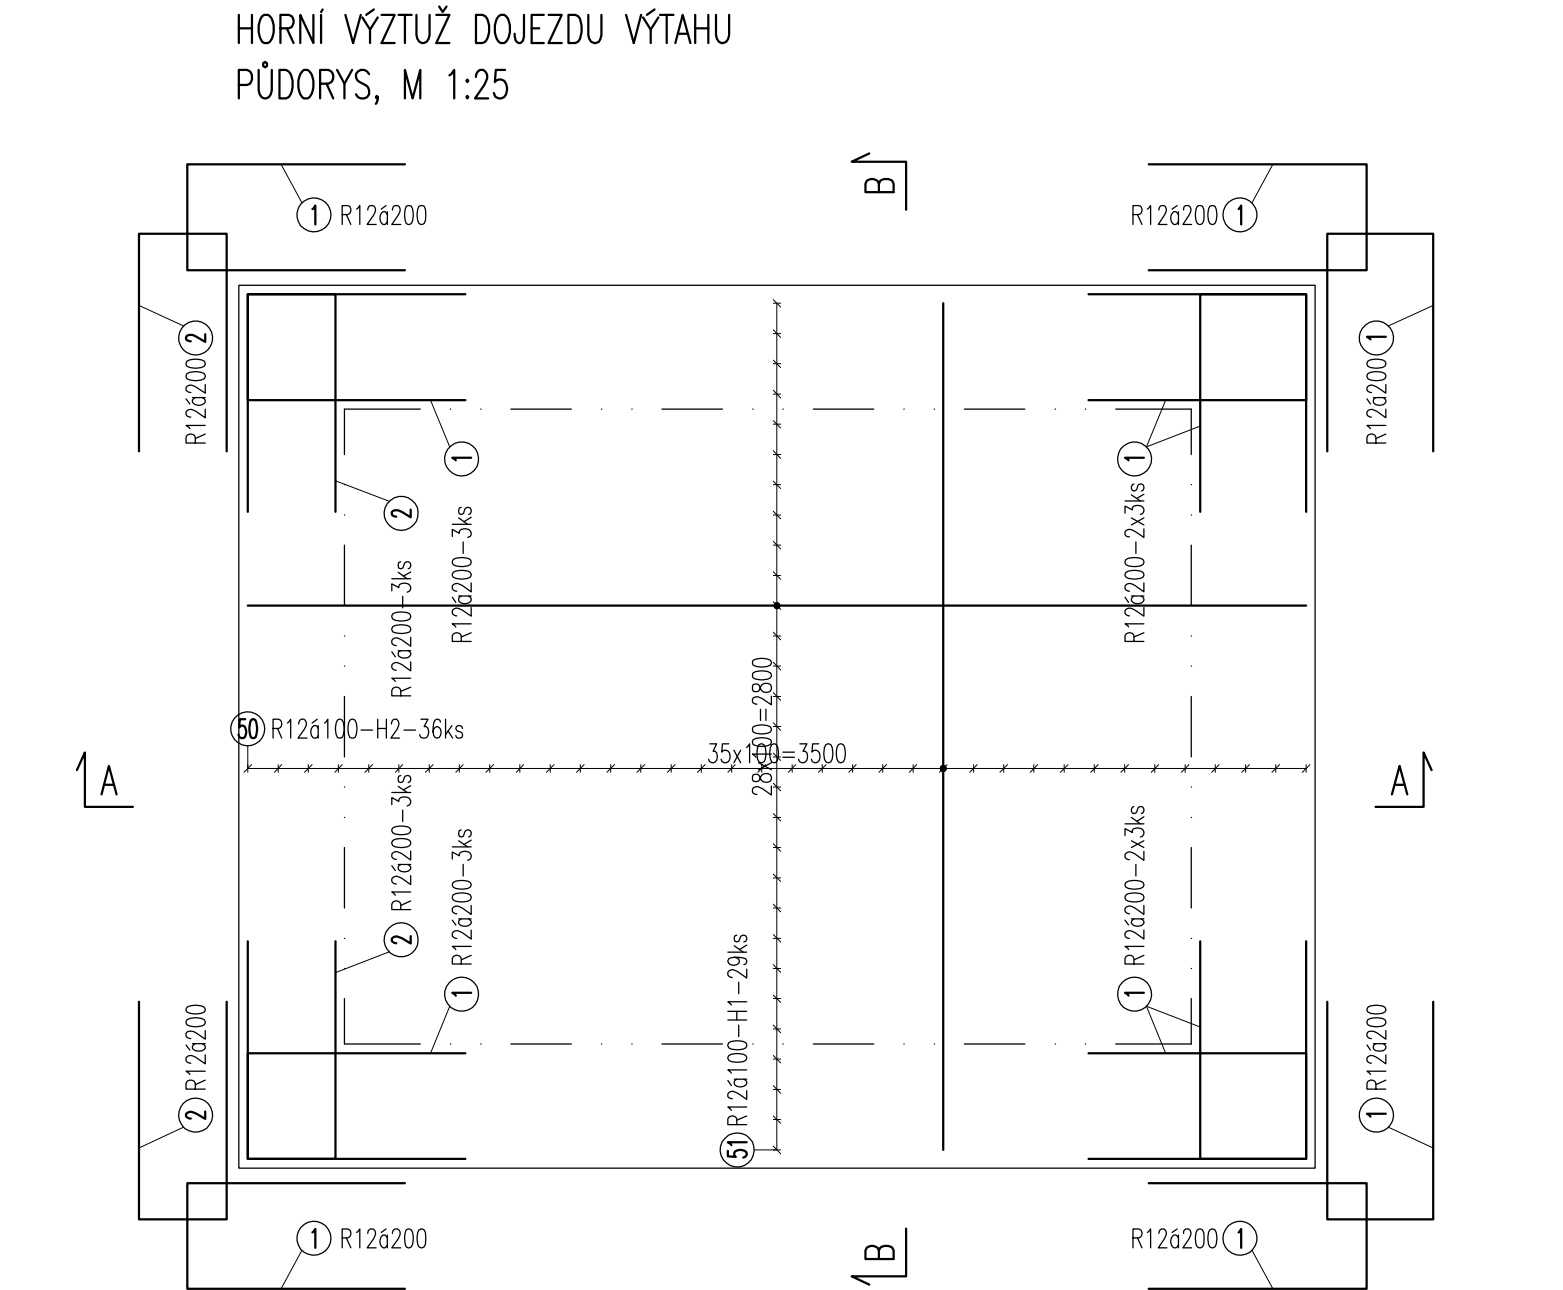 HORNÍ VÝZTUŽ DOJEZDU VÝTAHU
PŮDORYS, M 1:25
B
1 R12á200
R12á200 1
2 R12á200
1 R12á200
1
1
2
R12á200-3ks
R12á200-3ks
R12á200-2x3ks
50 R12á100-H2-36ks
28x100=2800
35x100=3500
A
A
R12á200-3ks
2
R12á200-3ks
1
R12á200-2x3ks
1
R12á100-H1-29ks
51
2 R12á200
1 R12á200
1 R12á200
R12á200 1
B